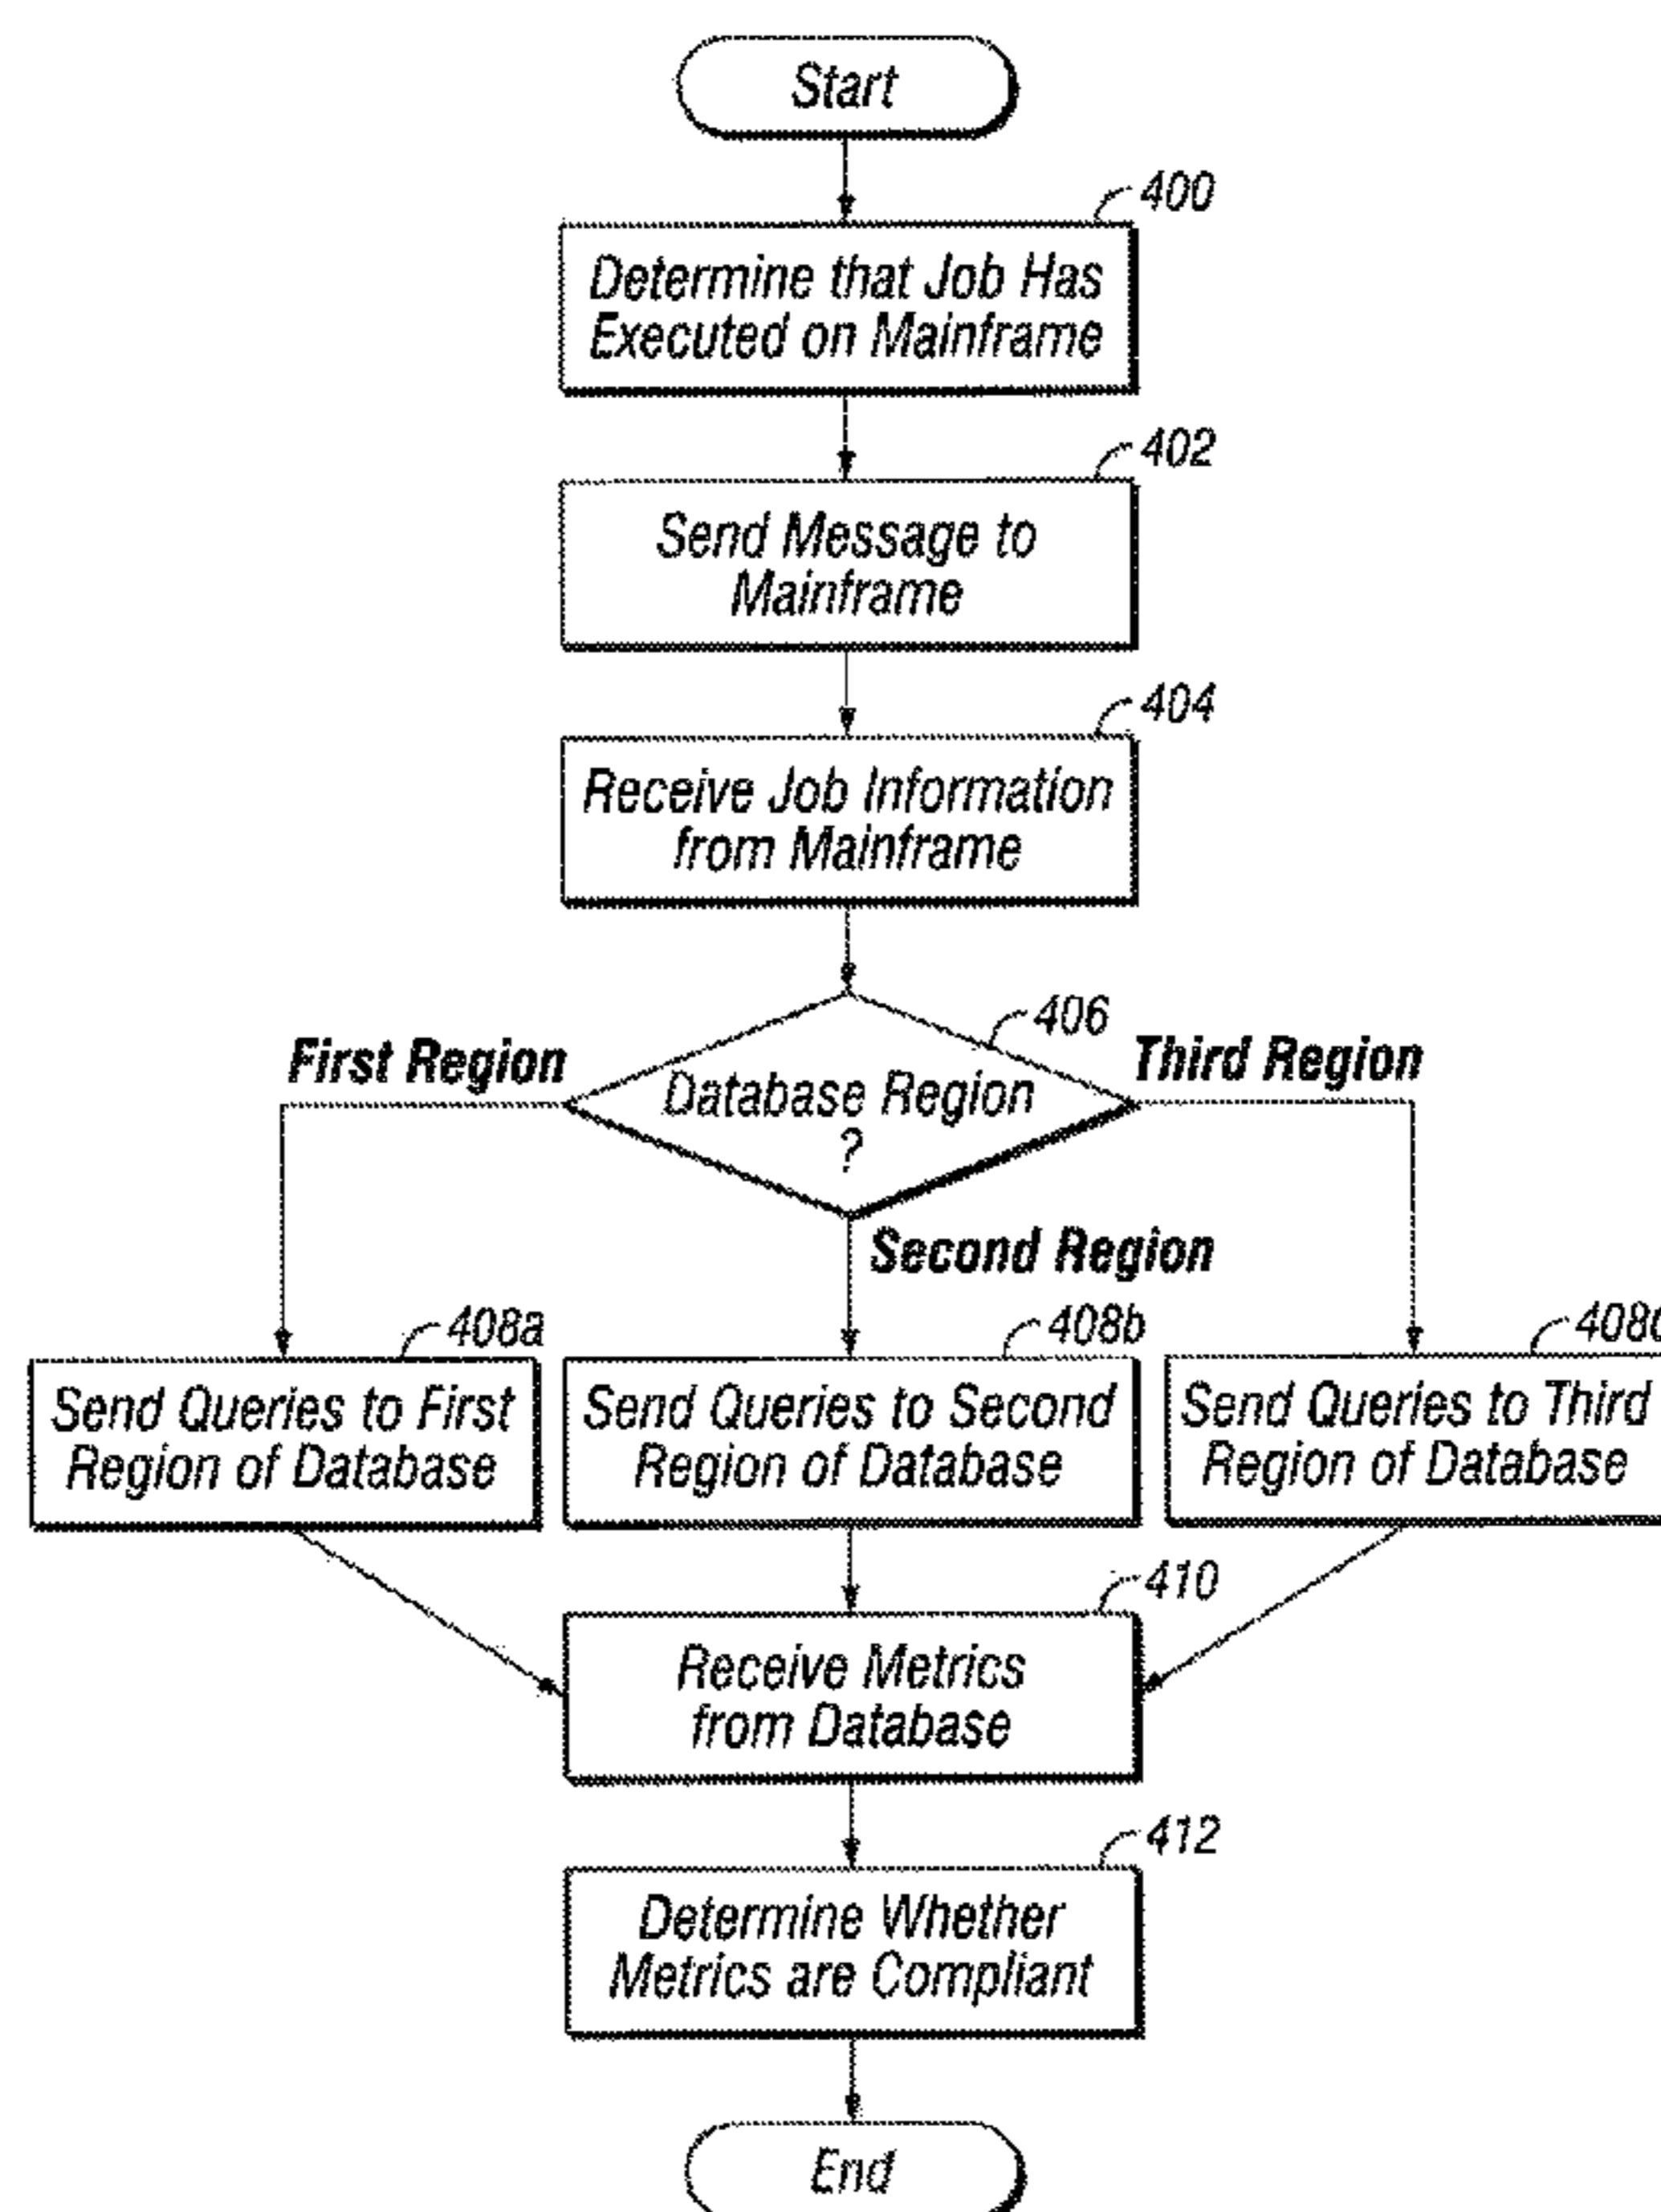 Start
400
Determine that Job Has
Executed on Mainframe
402
Send Message to
Mainframe
404
Receive Job Information
from Mainframe
406
First Region
Third Region
Database Region
?
Second Region
408a
408b
Send Queries to First
Region of Database
Send Queries to Second
Region of Database
Send Queries to Third
Region of Database
410
Receive Metrics
from Database
412
Determine Whether
Metrics are Compliant
End